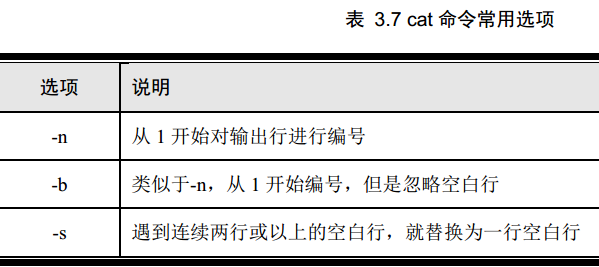 表 3.7 cat 命令常用选项
选项 说明
-n 从 1 开始对输出行进行编号
-b 类似于-n，从 1 开始编号，但是忽略空白行
-s 遇到连续两行或以上的空白行，就替换为一行空白行